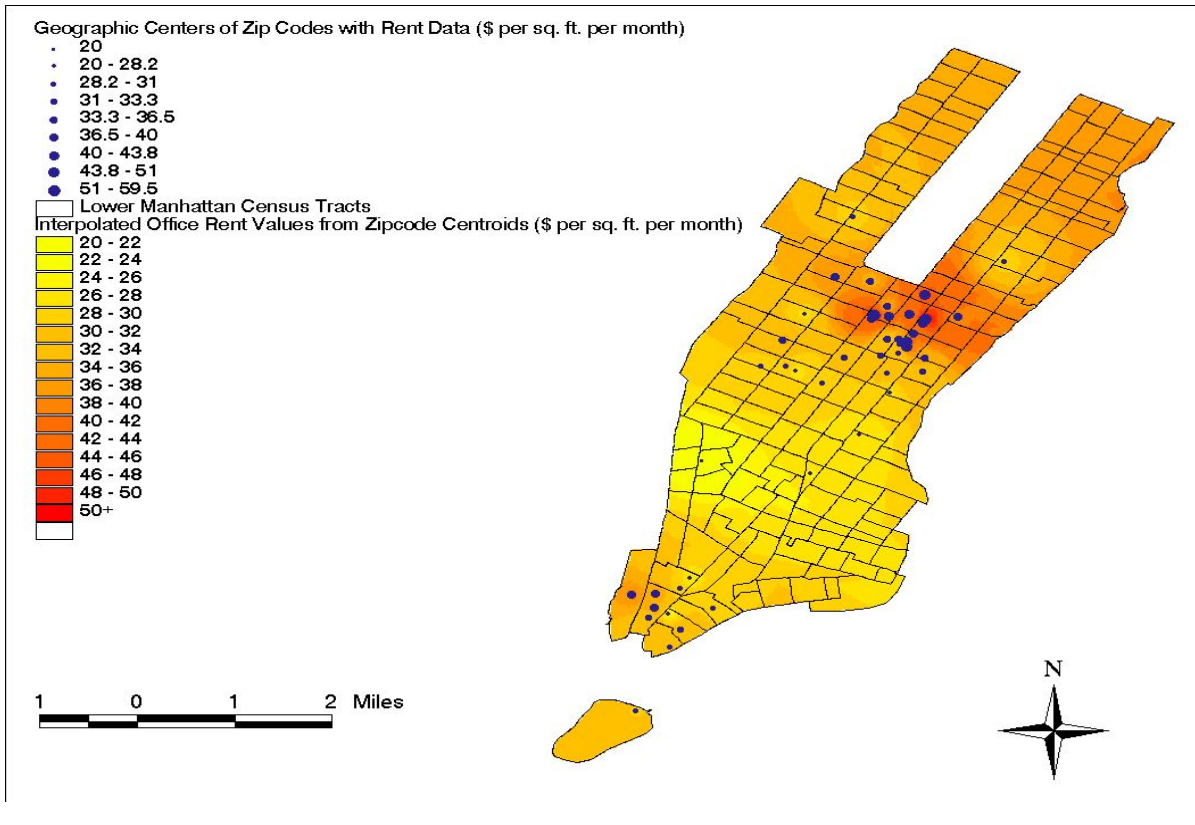 Geographic Centers of Zip Codes with Rent Data ($ per sq. ft. per month)
20
20 - 28.2
28.2 - 31
31 - 33.3
33.3 - 36.5
36.5 - 40
40 - 43.8
43.8 - 51
51 - 59.5
Lower Manhattan Census Tracts
Interpolated Office Rent Values from Zipcode Centroids ($ per sq. ft. per month)
20 - 22
22 - 24
24 - 26
26 - 28
28 - 30
30 - 32
32 - 34
34 - 36
36 - 38
38 - 40
40 - 42
42 - 44
44 - 46
46 - 48
48 - 50
50+
1 0 1 2 Miles
N